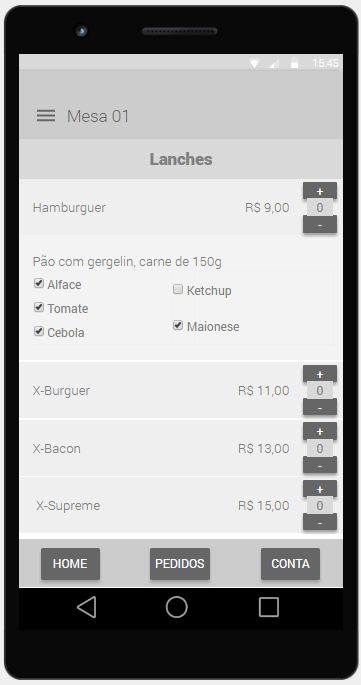 15:45
Mesa 01
Lanches
Hamburguer R$ 9,00 + 0 -
Pão com gergelin, carne de 150g
Alface Ketchup
Tomate
Cebola Maionese
X-Burguer R$ 11,00 + 0 -
X-Bacon R$ 13,00 + 0 -
X-Supreme R$ 15,00 + 0 -
HOME PEDIDOS CONTA